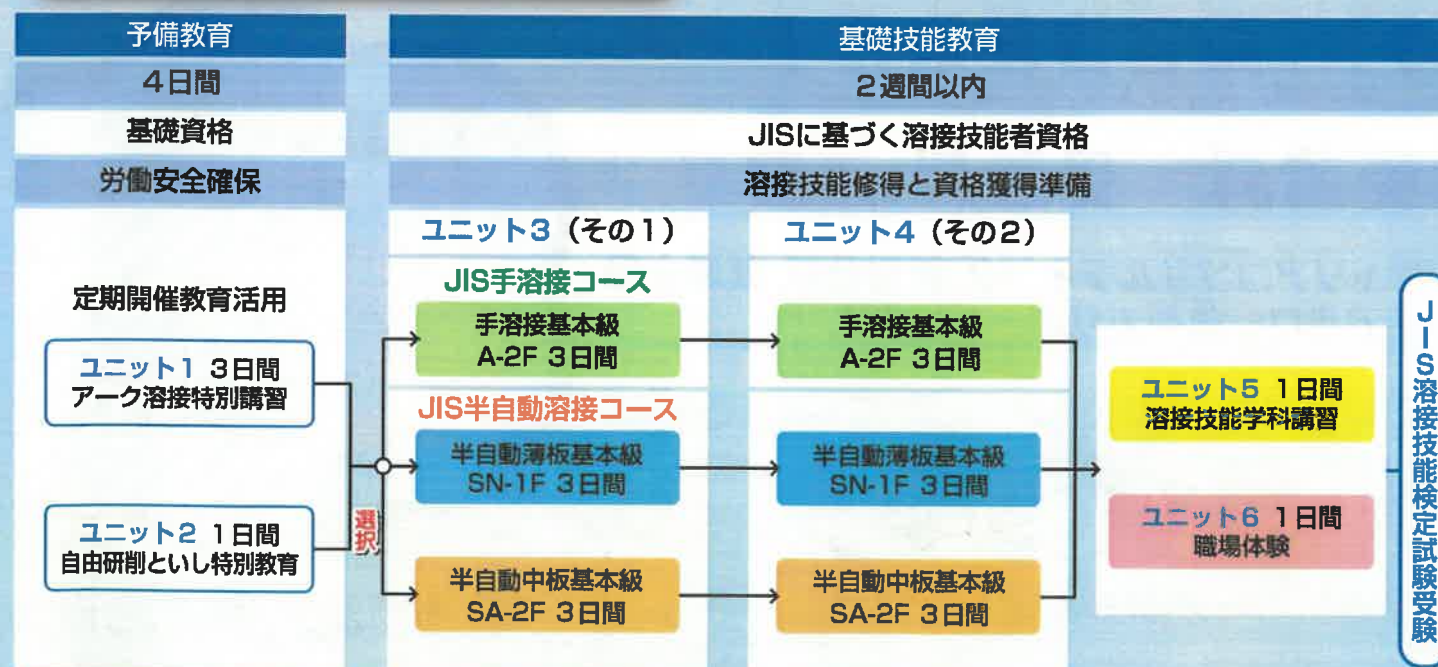 予備教育
4日間
基礎資格
労働安全確保
定期開催教育活用
ユニット1 3日間
アーク溶接特別講習
ユニット2 1日間
自由研削といし特別教育
選択
基礎技能教育
2週間以内
JISに基づく溶接技能者資格
溶接技能修得と資格獲得準備
ユニット3（その1）
JIS手溶接コース
手溶接基本級
A-2F 3日間
JIS半自動溶接コース
半自動薄板基本級
SN-1F 3日間
半自動中板基本級
SA-2F 3日間
ユニット4（その2）
手溶接基本級
A-2F 3日間
半自動薄板基本級
SN-1F 3日間
半自動中板基本級
SA-2F 3日間
ユニット5 1日間
溶接技能学科講習
ユニット6 1日間
職場体験
JIS溶接技能検定試験受験